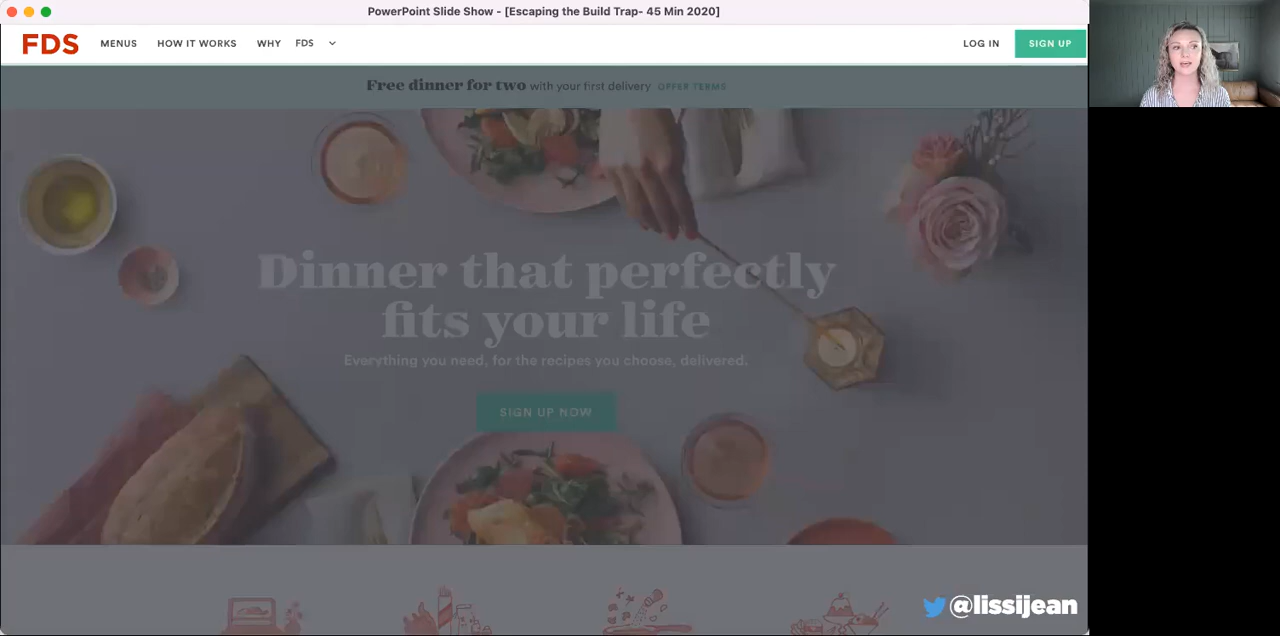 PowerPoint Slide Show - [Escaping the Build Trap- 45 Min 2020]
FDS MENUS HOW IT WORKS WHY FDS LOG IN SIGN UP
Free dinner for two with your first delivery OFFER TERMS
Dinner that perfectly
fits your life
Everything you need, for the recipes you choose, delivered.
SIGN UP NOW
@lissijean